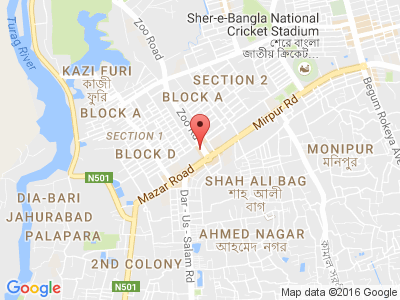 Sher-e-Bangla National
Cricket Stadium
শেরে বাংলা
জাতীয় ক্রিকেট...
Zoo Road
Turag River
KAZI FURI
কাজী
ফুরি
SECTION 2
BLOCK A
BLOCK A
Mirpur Rd
Begum Rokeya Ave
SECTION 1
Zoo Ro
BLOCK D
MONIPUR
মনিপুর
N501
Mazar Road
SHAH ALI BAG
শাহ আলী
বাগ
DIA-BARI
JAHURABAD
PALAPARA
N501
Dar - Us - Salam Rd
AHMED NAGAR
আহমেদ নগর
2ND COLONY
N501
Google
Map data ©2016 Google